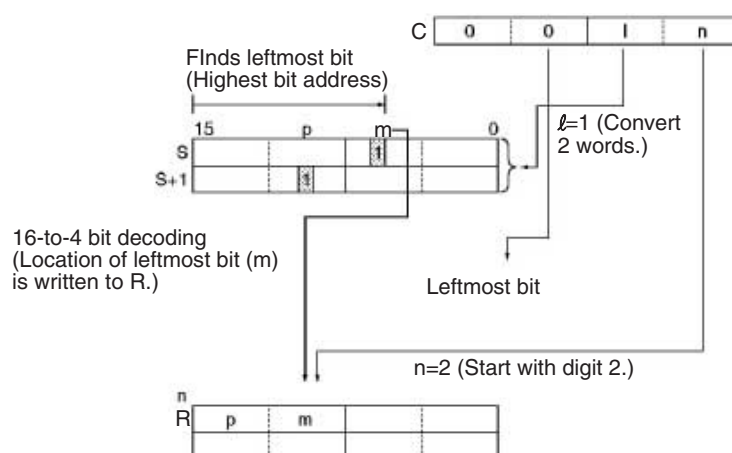 C 0 0 l n
FInds leftmost bit
(Highest bit address)
15 p m 0
S 1
S+1 1
ℓ=1 (Convert
2 words.)
16-to-4 bit decoding
(Location of leftmost bit (m)
is written to R.)
Leftmost bit
n=2 (Start with digit 2.)
n
R p m